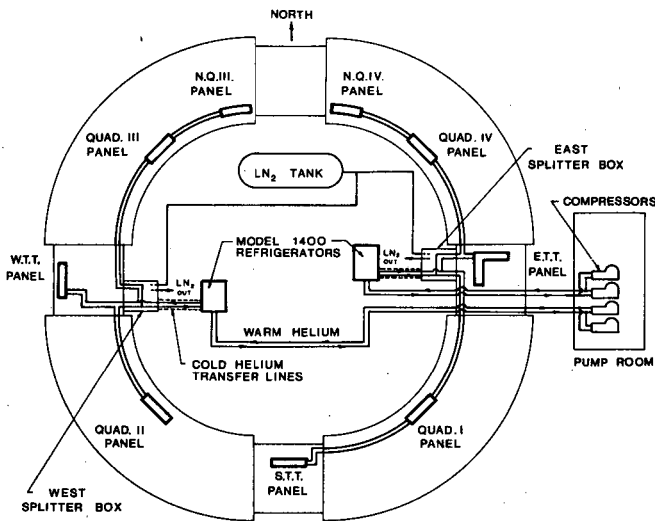 NORTH
N.Q.III.
PANEL
N.Q.IV.
PANEL
QUAD. III
PANEL
QUAD. IV
PANEL
EAST
SPLITTER BOX
LN₂ TANK
COMPRESSORS
W.T.T.
PANEL
MODEL 1400
REFRIGERATORS
LN₂
OUT
LN₂
OUT
E.T.T.
PANEL
WARM HELIUM
COLD HELIUM
TRANSFER LINES
PUMP ROOM
QUAD. II
PANEL
QUAD. I
PANEL
S.T.T.
PANEL
WEST
SPLITTER BOX